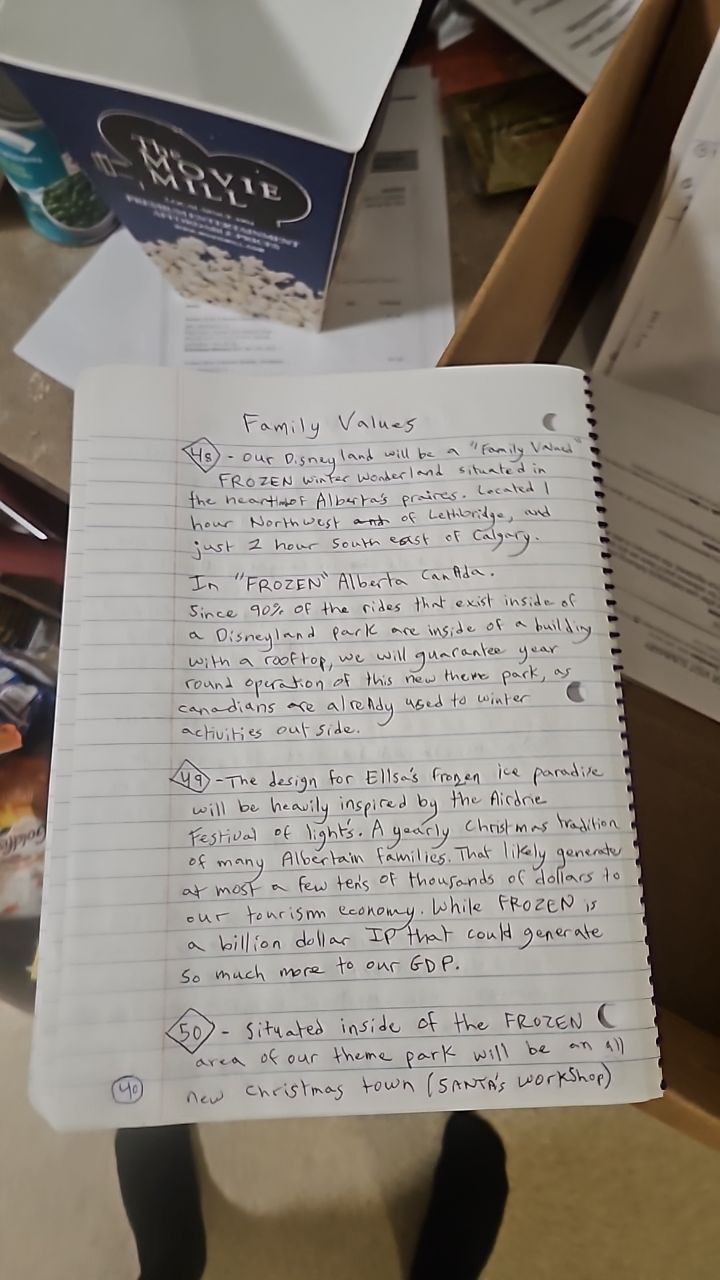 THE
MOVIE
MILL
Family Values
48 - Our Disneyland will be a "Family Valued"
FROZEN winter wonderland situated in
the heart of Alberta's praires. Located 1
hour Northwest and of Lethbridge, and
just 2 hour south east of Calgary.
In "FROZEN" Alberta CanAda.
Since 90% of the rides that exist inside of
a Disneyland park are inside of a building
with a rooftop, we will guarantee year
round operation of this new theme park, as
canadians are already used to winter
activities out side.
49 - The design for Ellsa's frozen ice paradise
will be heavily inspired by the Airdrie
Festival of light's. A yearly Christmas tradition
of many Albertain families. That likely generate
at most a few ten's of thousands of dollars to
our tourism economy. While FROZEN is
a billion dollar IP that could generate
so much more to our GDP.
50 - Situated inside of the FROZEN
area of our theme park will be an all
new christmas town (SANTA's workshop)
40